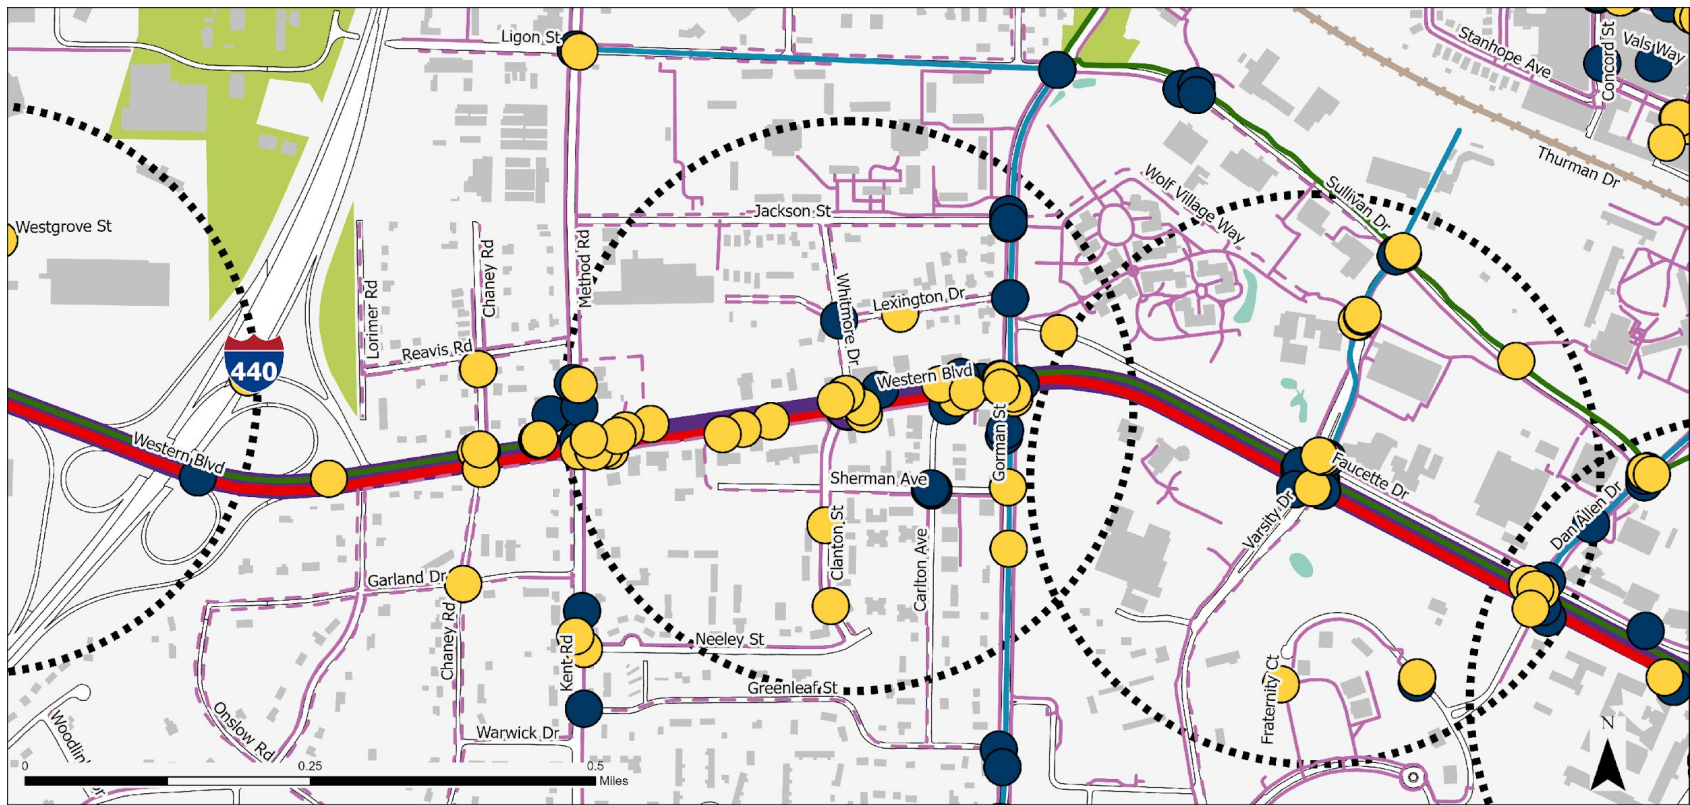 Ligon St
Stanhope Ave
Concord St
Vals Way
Thurman Dr
Wolf Village Way
Sullivan Dr
Jackson St
Westgrove St
Method Rd
Chaney Rd
Lorimer Rd
Whitmore Dr
Lexington Dr
Reavis Rd
440
Western Blvd
Western Blvd
Gorman St
Sherman Ave
Faucette Dr
Varsity Dr
Dan Allen Dr
Clanton St
Carlton Ave
Garland Dr
Chaney Rd
Kent Rd
Neeley St
Greenleaf St
Fraternity Ct
Onslow Rd
Warwick Dr
N
0
0.25
0.5
Miles